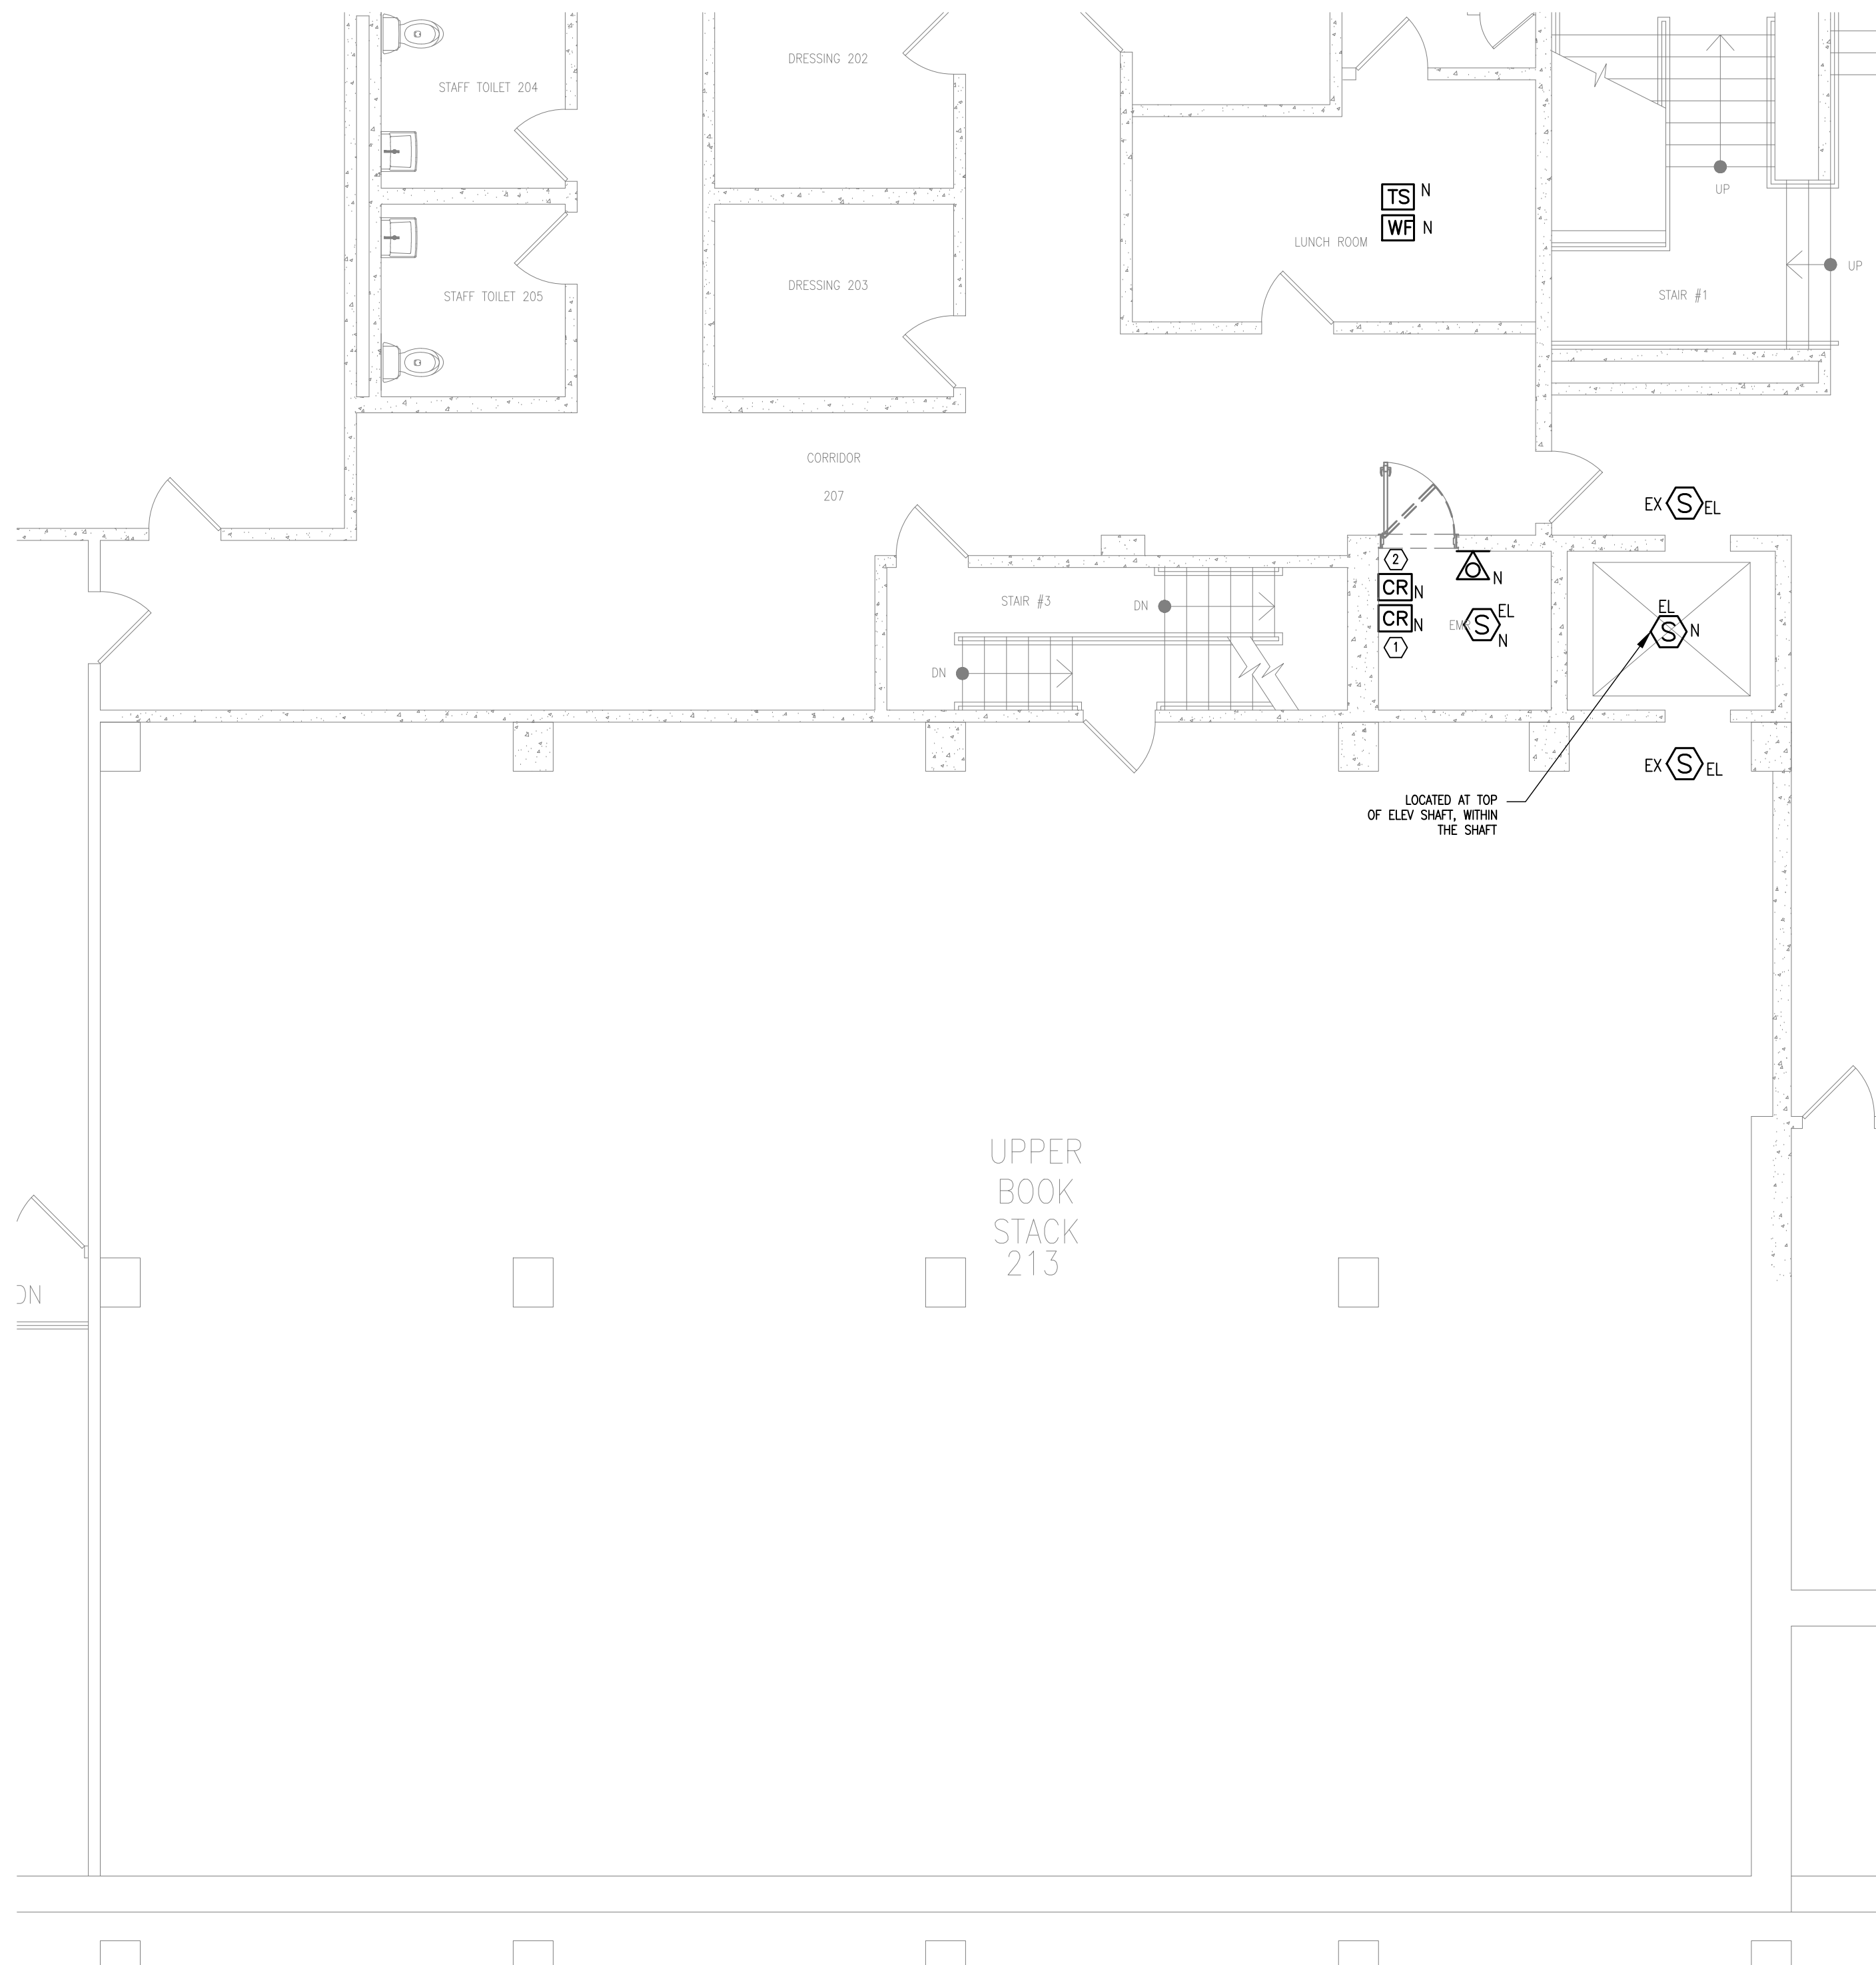 DRESSING 202
STAFF TOILET 204
UP
TS N
WF N
LUNCH ROOM
UP
DRESSING 203
STAFF TOILET 205
STAIR #1
CORRIDOR
207
EX S EL
2
N
CR N
STAIR #3
DN
CR N
S EL
N
EL
S N
1
DN
EX S EL
LOCATED AT TOP
OF ELEV SHAFT, WITHIN
THE SHAFT
UPPER
BOOK
STACK
213